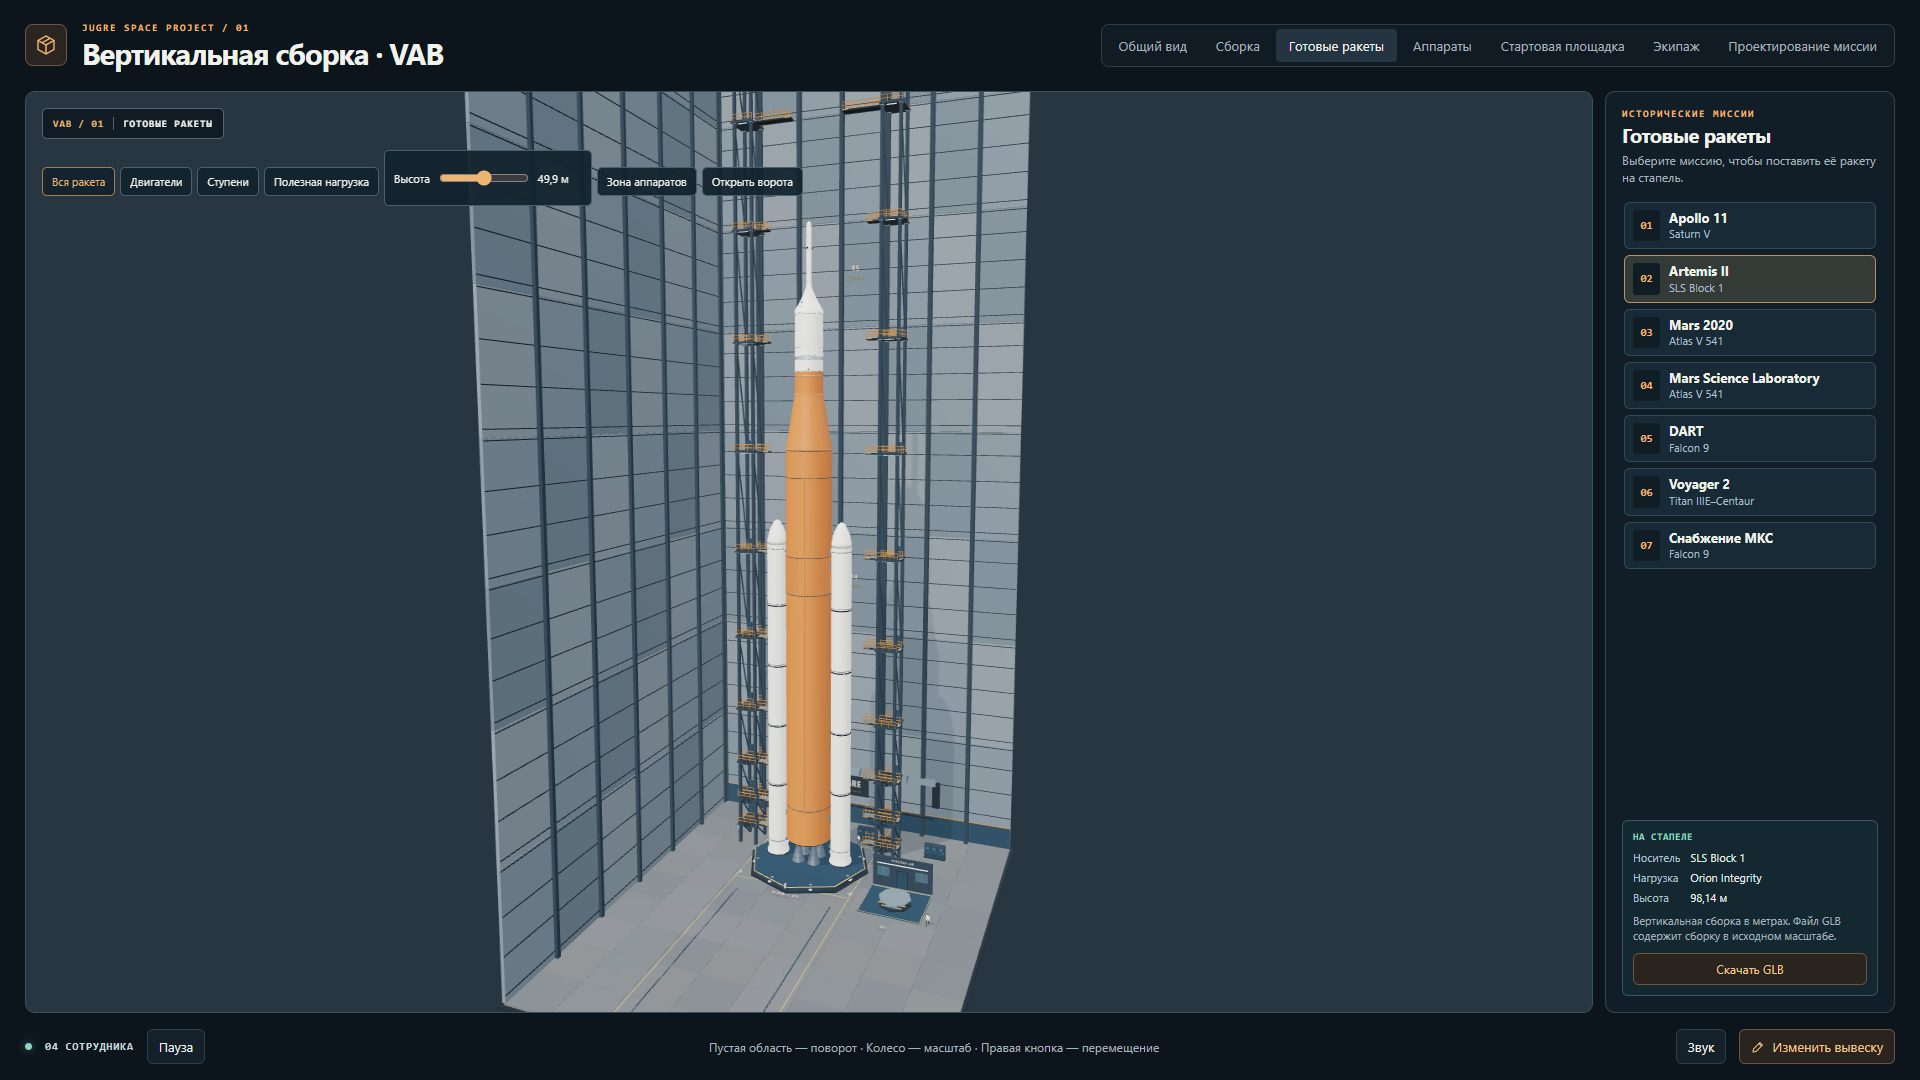 JUGRE SPACE PROJECT / 01
Вертикальная сборка · VAB
Общий вид
Сборка
Готовые ракеты
Аппараты
Стартовая площадка
Экипаж
Проектирование миссии
VAB / 01
ГОТОВЫЕ РАКЕТЫ
Вся ракета
Двигатели
Ступени
Полезная нагрузка
Высота
49,9 м
Зона аппаратов
Открыть ворота
ИСТОРИЧЕСКИЕ МИССИИ
Готовые ракеты
Выберите миссию, чтобы поставить её ракету
на стапель.
01
Apollo 11
Saturn V
02
Artemis II
SLS Block 1
03
Mars 2020
Atlas V 541
04
Mars Science Laboratory
Atlas V 541
05
DART
Falcon 9
06
Voyager 2
Titan IIIE–Centaur
07
Снабжение МКС
Falcon 9
НА СТАПЕЛЕ
Носитель SLS Block 1
Нагрузка Orion Integrity
Высота 98,14 м
Вертикальная сборка в метрах. Файл GLB
содержит сборку в исходном масштабе.
Скачать GLB
04 СОТРУДНИКА
Пауза
Пустая область — поворот · Колесо — масштаб · Правая кнопка — перемещение
Звук
Изменить вывеску